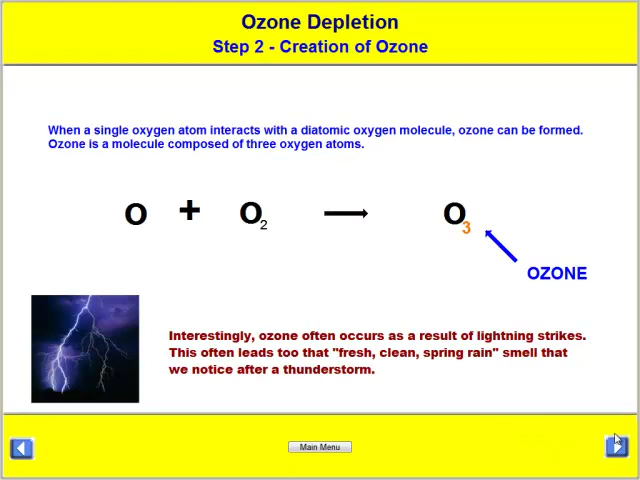 Ozone Depletion
Step 2 - Creation of Ozone
When a single oxygen atom interacts with a diatomic oxygen molecule, ozone can be formed.
Ozone is a molecule composed of three oxygen atoms.
O + O2 → O3
OZONE
Interestingly, ozone often occurs as a result of lightning strikes.
This often leads too that "fresh, clean, spring rain" smell that
we notice after a thunderstorm.
Main Menu